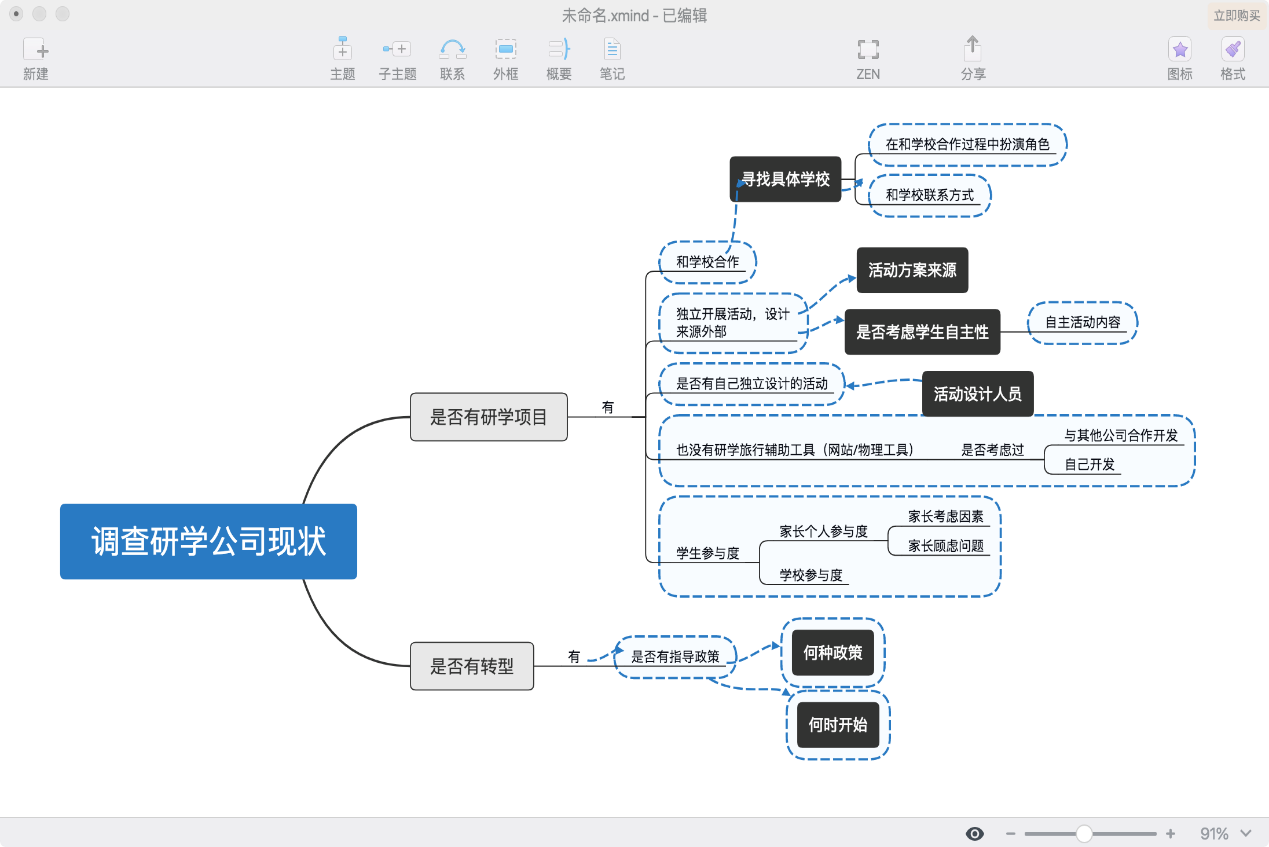 未命名.xmind - 已编辑
立即购买
新建
主题
子主题
联系
外框
概要
笔记
ZEN
分享
图标
格式
在和学校合作过程中扮演角色
寻找具体学校
和学校联系方式
和学校合作
活动方案来源
独立开展活动，设计
来源外部
是否考虑学生自主性
自主活动内容
是否有自己独立设计的活动
活动设计人员
是否有研学项目
有
与其他公司合作开发
也没有研学旅行辅助工具（网站/物理工具）
是否考虑过
自己开发
调查研学公司现状
家长考虑因素
家长个人参与度
家长顾虑问题
学生参与度
学校参与度
是否有转型
有
是否有指导政策
何种政策
何时开始
91%